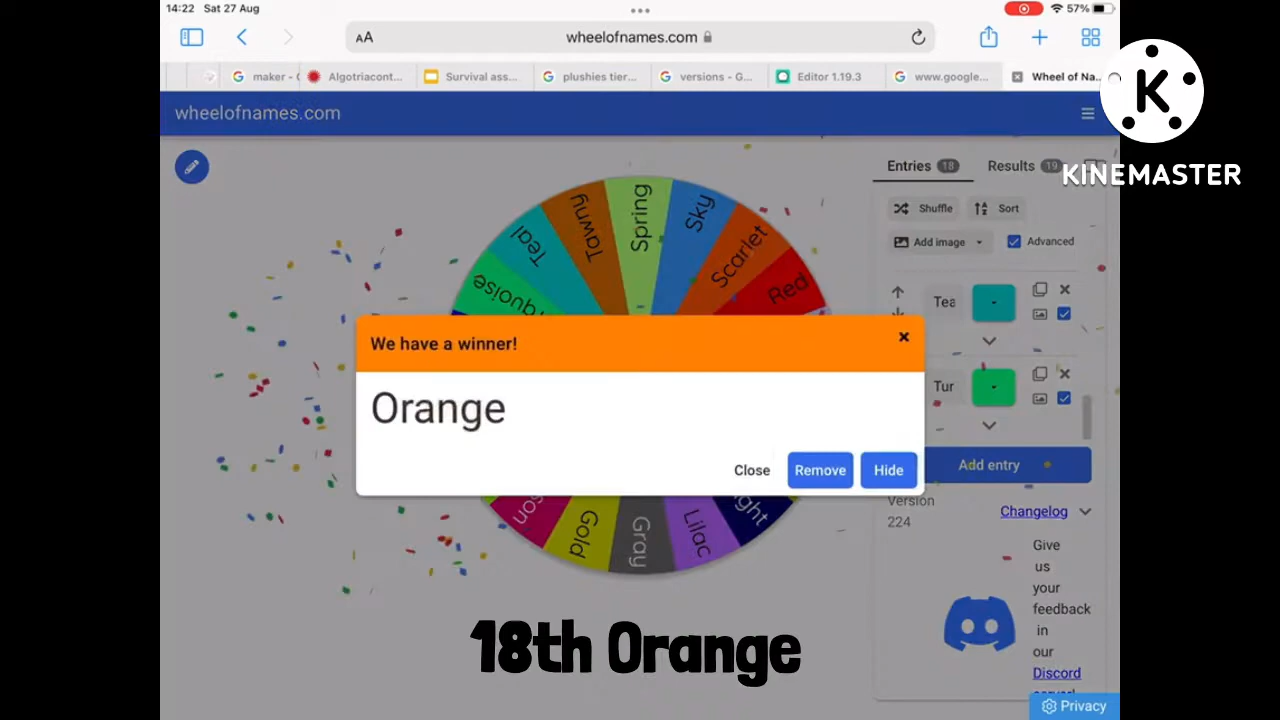 14:22 Sat 27 Aug
57%
AA
wheelofnames.com
maker - G
Algotriacont...
Survival ass...
plushies tier...
versions - G...
Editor 1.19.3
www.google...
Wheel of Na...
K
KINEMASTER
wheelofnames.com
Entries 18
Results 19
Shuffle
Sort
Add image
Advanced
Tawny
Spring
Sky
Teal
Scarlet
rquoise
Red
Tea
Tur
We have a winner!
Orange
Close
Remove
Hide
Add entry
son
Gold
Gray
Lilac
ght
Version
224
Changelog
Give
us
your
feedback
in
our
Discord
18th Orange
Privacy